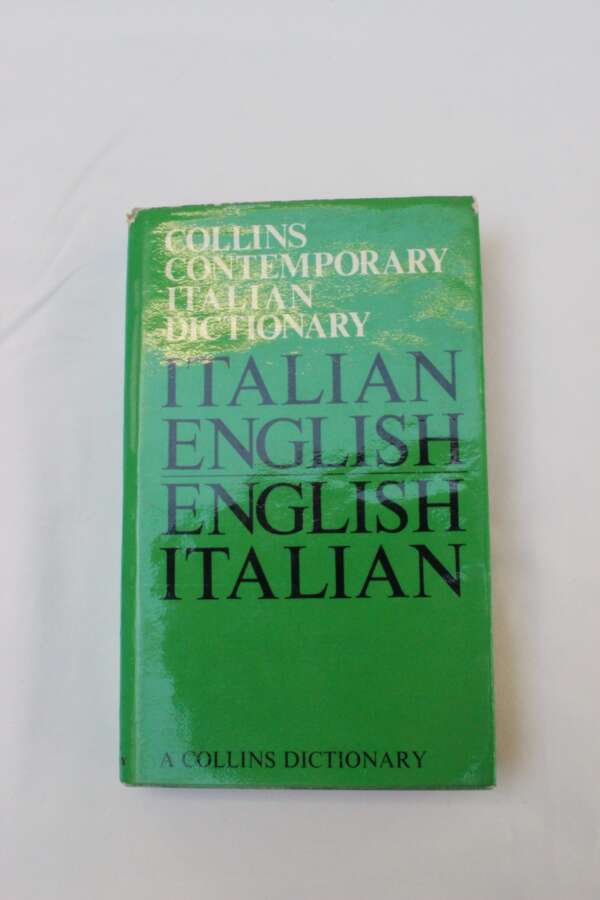 COLLINS
CONTEMPORARY
ITALIAN
DICTIONARY
ITALIAN
ENGLISH
ENGLISH
ITALIAN
A COLLINS DICTIONARY